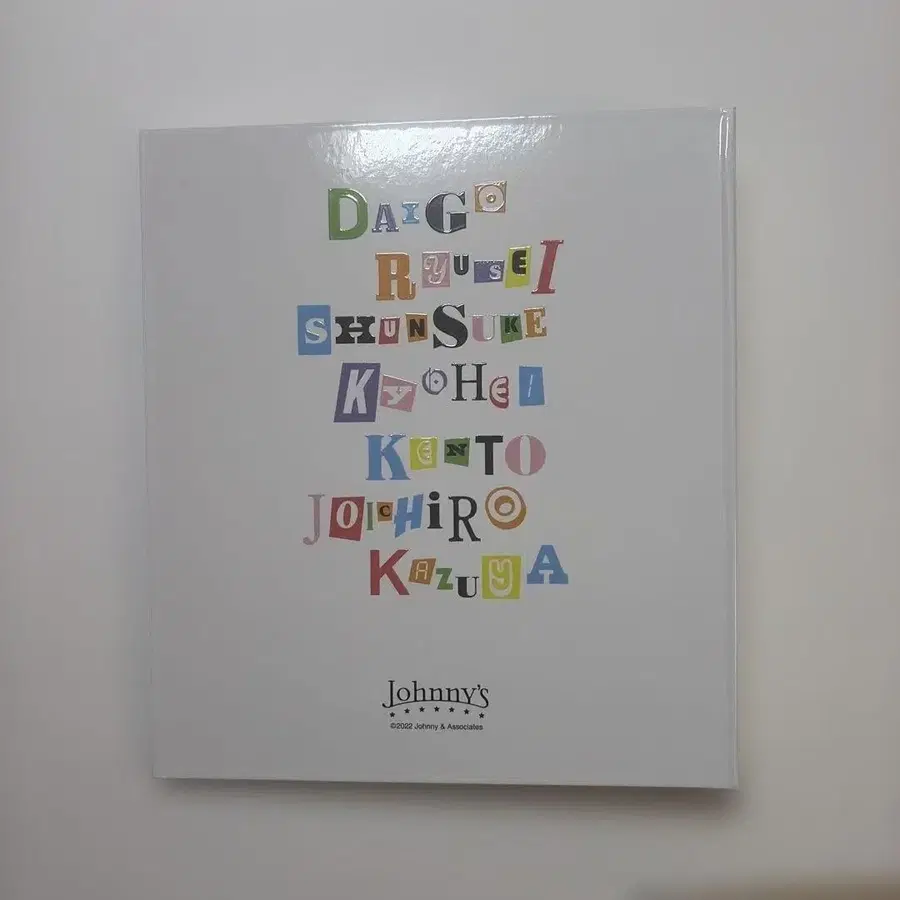 DAIGO
RYUSEI
SHUNSUKE
KYOHEI
KENTO
JOICHIRO
KAZUYA
Johnny's
©2022 Johnny & Associates